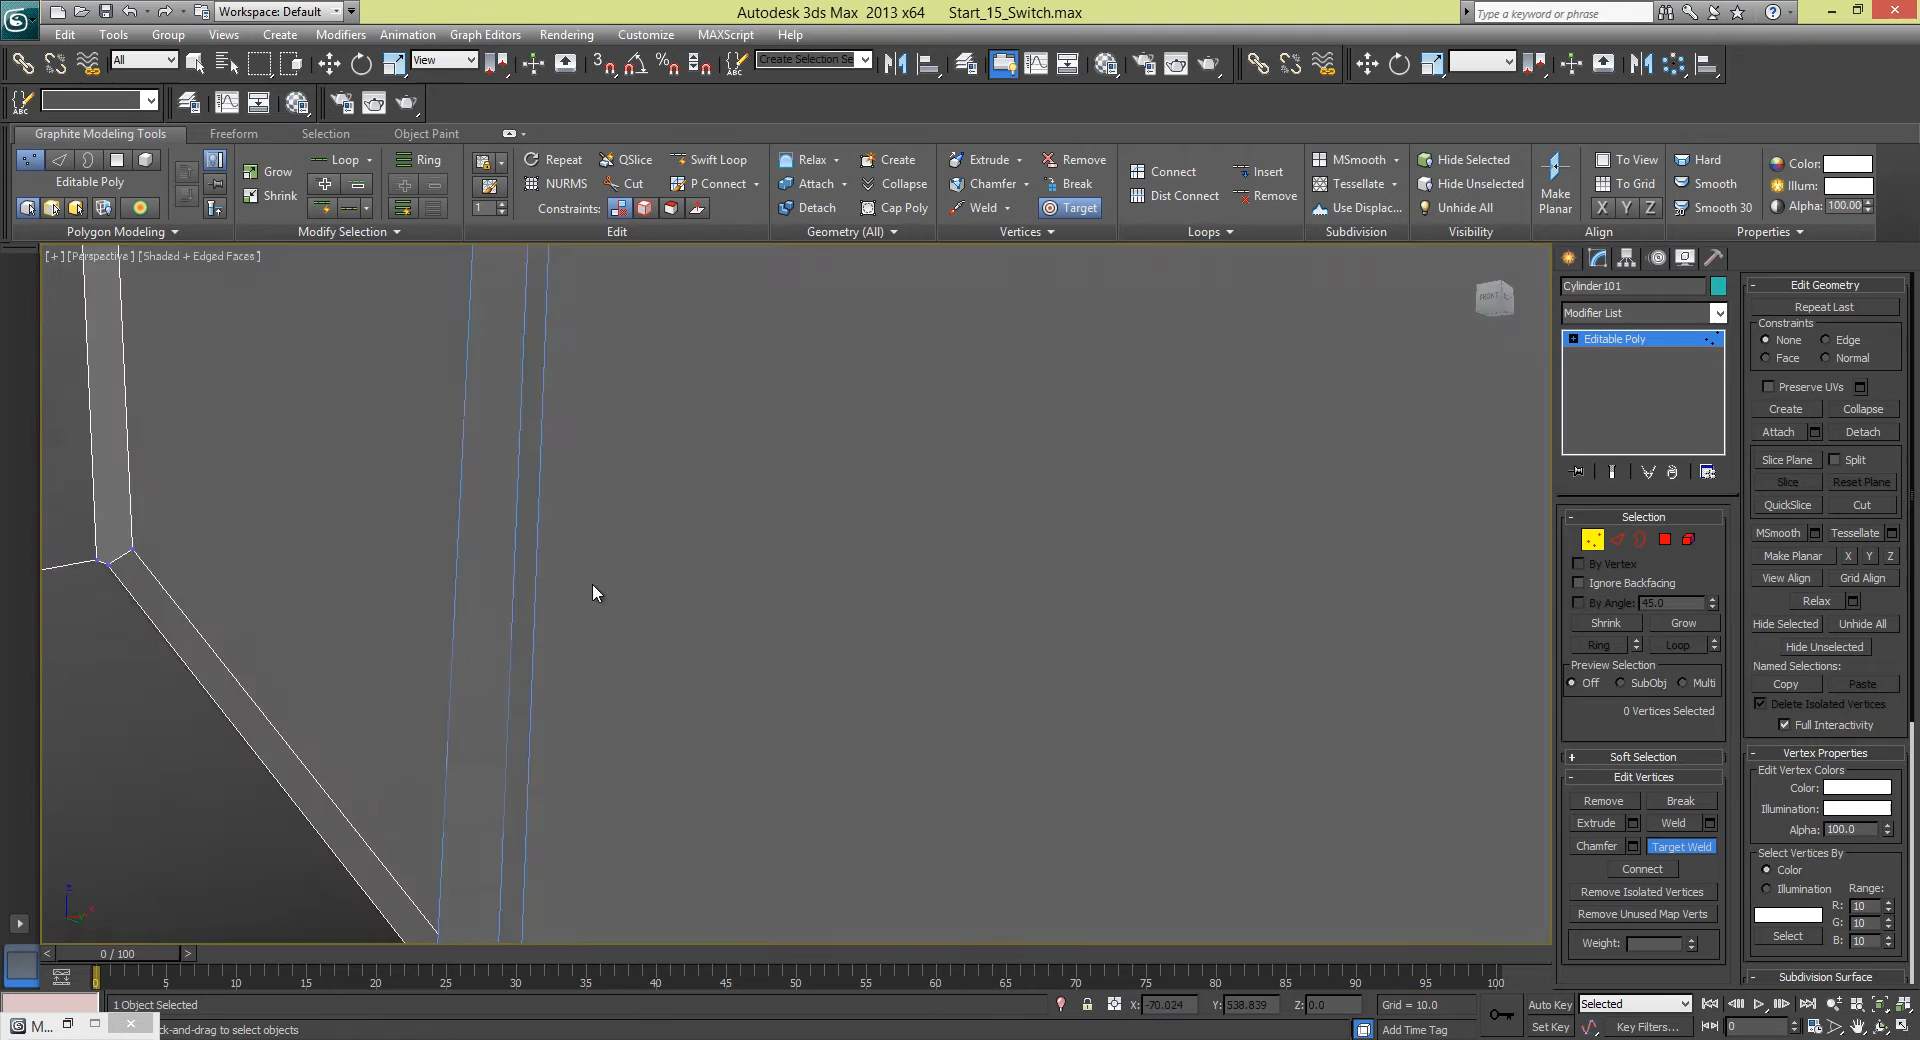 Workspace: Default
Autodesk 3ds Max 2013 x64 Start_15_Switch.max
Type a keyword or phrase
Edit Tools Group Views Create Modifiers Animation Graph Editors Rendering Customize MAXScript Help
All View 3 Create Selection Se
ABC
Graphite Modeling Tools Freeform Selection Object Paint
Loop Ring Repeat QSlice Swift Loop Relax Create Extrude Remove MSmooth Hide Selected To View Hard Color:
Grow Connect Insert
Editable Poly NURMS Cut P Connect Attach Collapse Chamfer Break Tessellate Hide Unselected To Grid Smooth Illum:
Shrink Dist Connect Remove Make Planar
1 Constraints: Detach Cap Poly Weld Target Use Displac... Unhide All X Y Z Smooth 30 Alpha: 100.00
Polygon Modeling Modify Selection Edit Geometry (All) Vertices Loops Subdivision Visibility Align Properties
[+] [Perspective] [Shaded + Edged Faces]
FRONT
Cylinder101
Modifier List
Editable Poly
Selection
By Vertex
Ignore Backfacing
By Angle: 45.0
Shrink Grow
Ring Loop
Preview Selection
Off SubObj Multi
0 Vertices Selected
Soft Selection
Edit Vertices
Remove Break
Extrude Weld
Chamfer Target Weld
Connect
Remove Isolated Vertices
Remove Unused Map Verts
Weight:
Edit Geometry
Repeat Last
Constraints
None Edge
Face Normal
Preserve UVs
Create Collapse
Attach Detach
Slice Plane Split
Slice Reset Plane
QuickSlice Cut
MSmooth Tessellate
Make Planar X Y Z
View Align Grid Align
Relax
Hide Selected Unhide All
Hide Unselected
Named Selections:
Copy Paste
Delete Isolated Vertices
Full Interactivity
Vertex Properties
Edit Vertex Colors
Color:
Illumination:
Alpha: 100.0
Select Vertices By
Color
Illumination Range:
R: 10
G: 10
Select B: 10
Subdivision Surface
0 / 100
0 5 10 15 20 25 30 35 40 45 50 55 60 65 70 75 80 85 90 95 100
1 Object Selected X: -70.024 Y: 538.839 Z: 0.0 Grid = 10.0 Auto Key Selected
M... ck-and-drag to select objects Add Time Tag Set Key Key Filters... 0